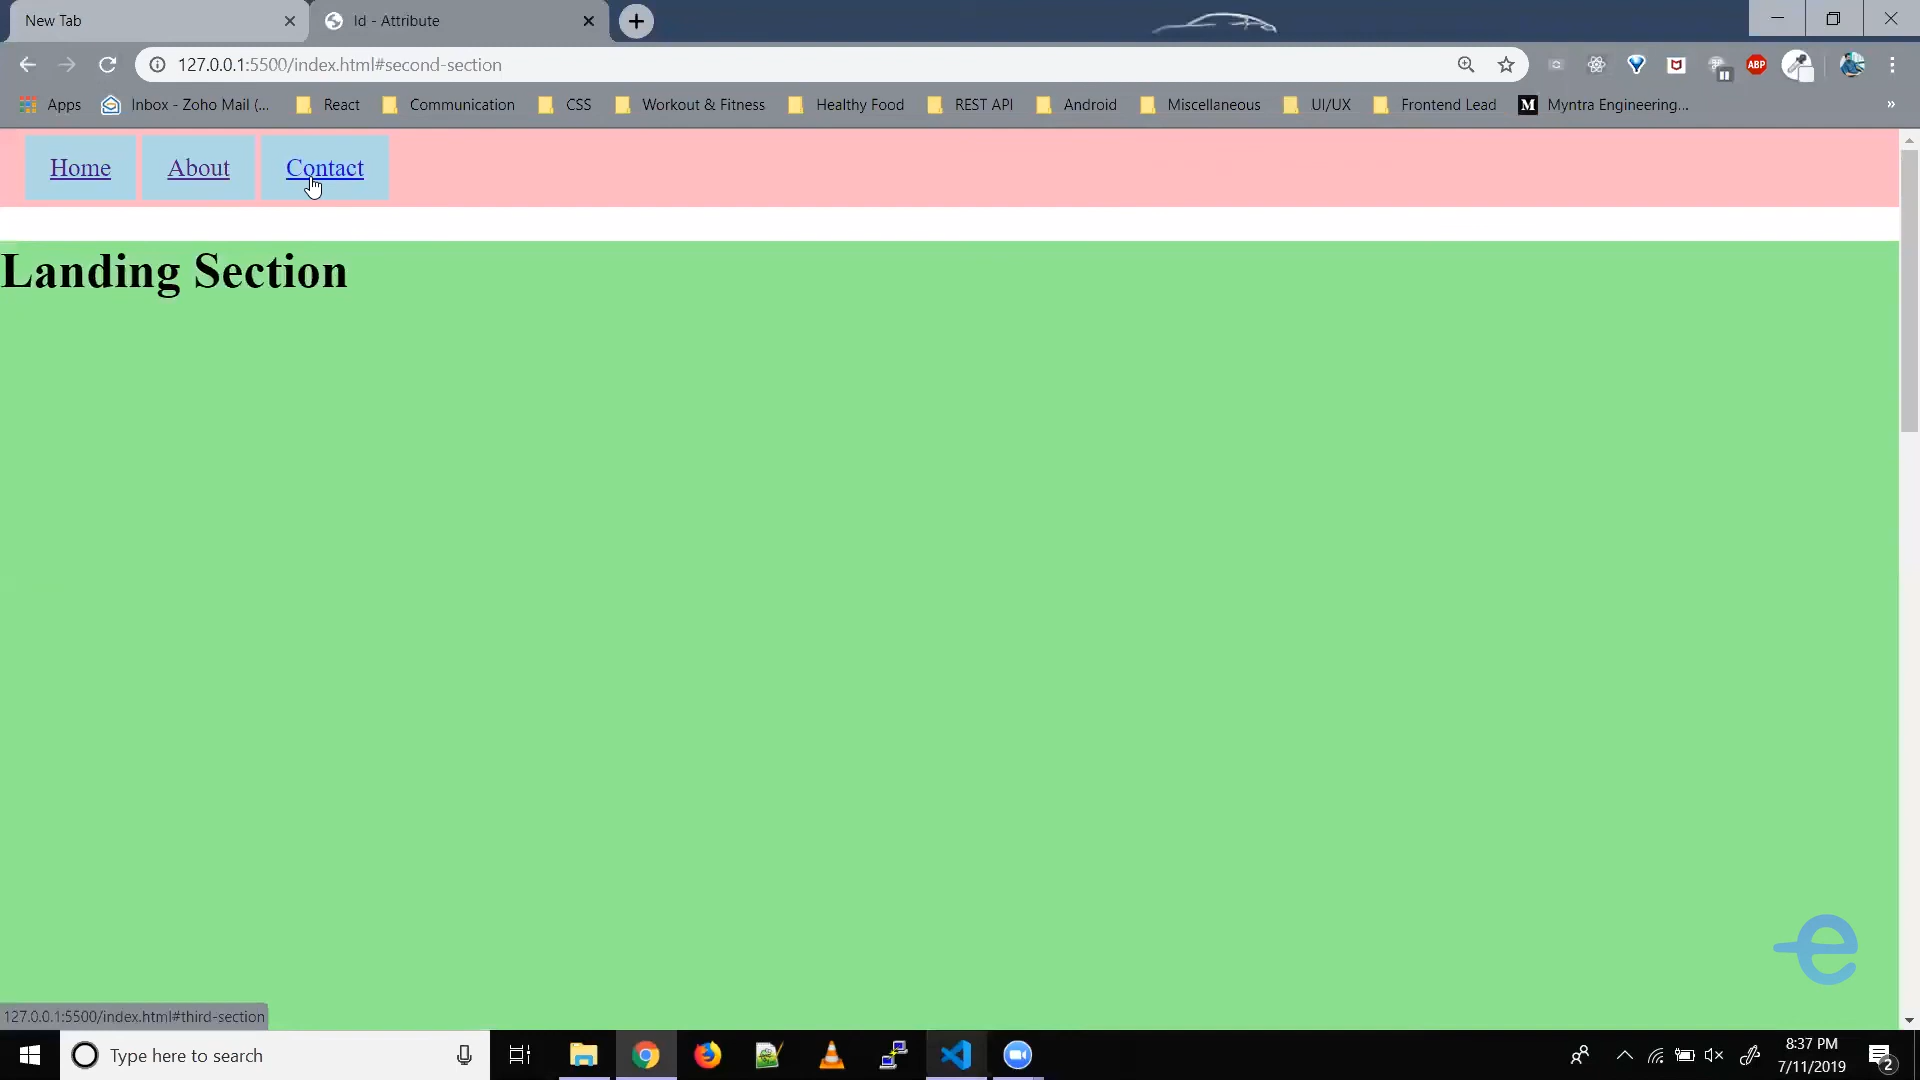 New Tab
Id - Attribute
127.0.0.1:5500/index.html#second-section
ABP
Apps
Inbox - Zoho Mail (...
React
Communication
CSS
Workout & Fitness
Healthy Food
REST API
Android
Miscellaneous
UI/UX
Frontend Lead
M
Myntra Engineering...
»
Home
About
Contact
Landing Section
e
127.0.0.1:5500/index.html#third-section
Type here to search
8:37 PM
7/11/2019
2